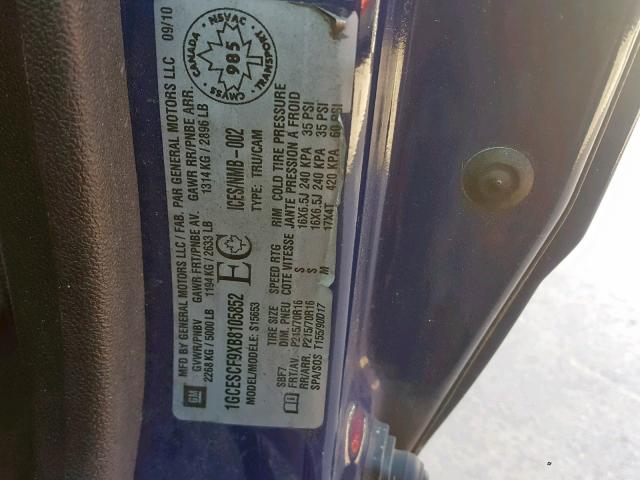 GM
MFD BY GENERAL MOTORS LLC / FAB. PAR GENERAL MOTORS LLC 09/10
GVWR/PNBV GAWR FRT/PNBE AV. GAWR RR/PNBE ARR.
2268 KG / 5000 LB 1194 KG / 2633 LB 1314 KG / 2896 LB
EC ICES/NMB-002
CANADA NSVAC
985
CMVSS TRANSPORT
1GCESCF9XB8105852 TYPE: TRU/CAM
MODEL/MODÈLE: S15653
SBF7 TIRE SIZE SPEED RTG RIM COLD TIRE PRESSURE
DIM. PNEU COTE VITESSE JANTE PRESSION À FROID
FRT/AV. P215/70R16 S 16X6.5J 240 KPA 35 PSI
RR/ARR. P215/70R16 S 16X6.5J 240 KPA 35 PSI
SPA/SOS T155/90D17 M 17X4T 420 KPA 60 PSI